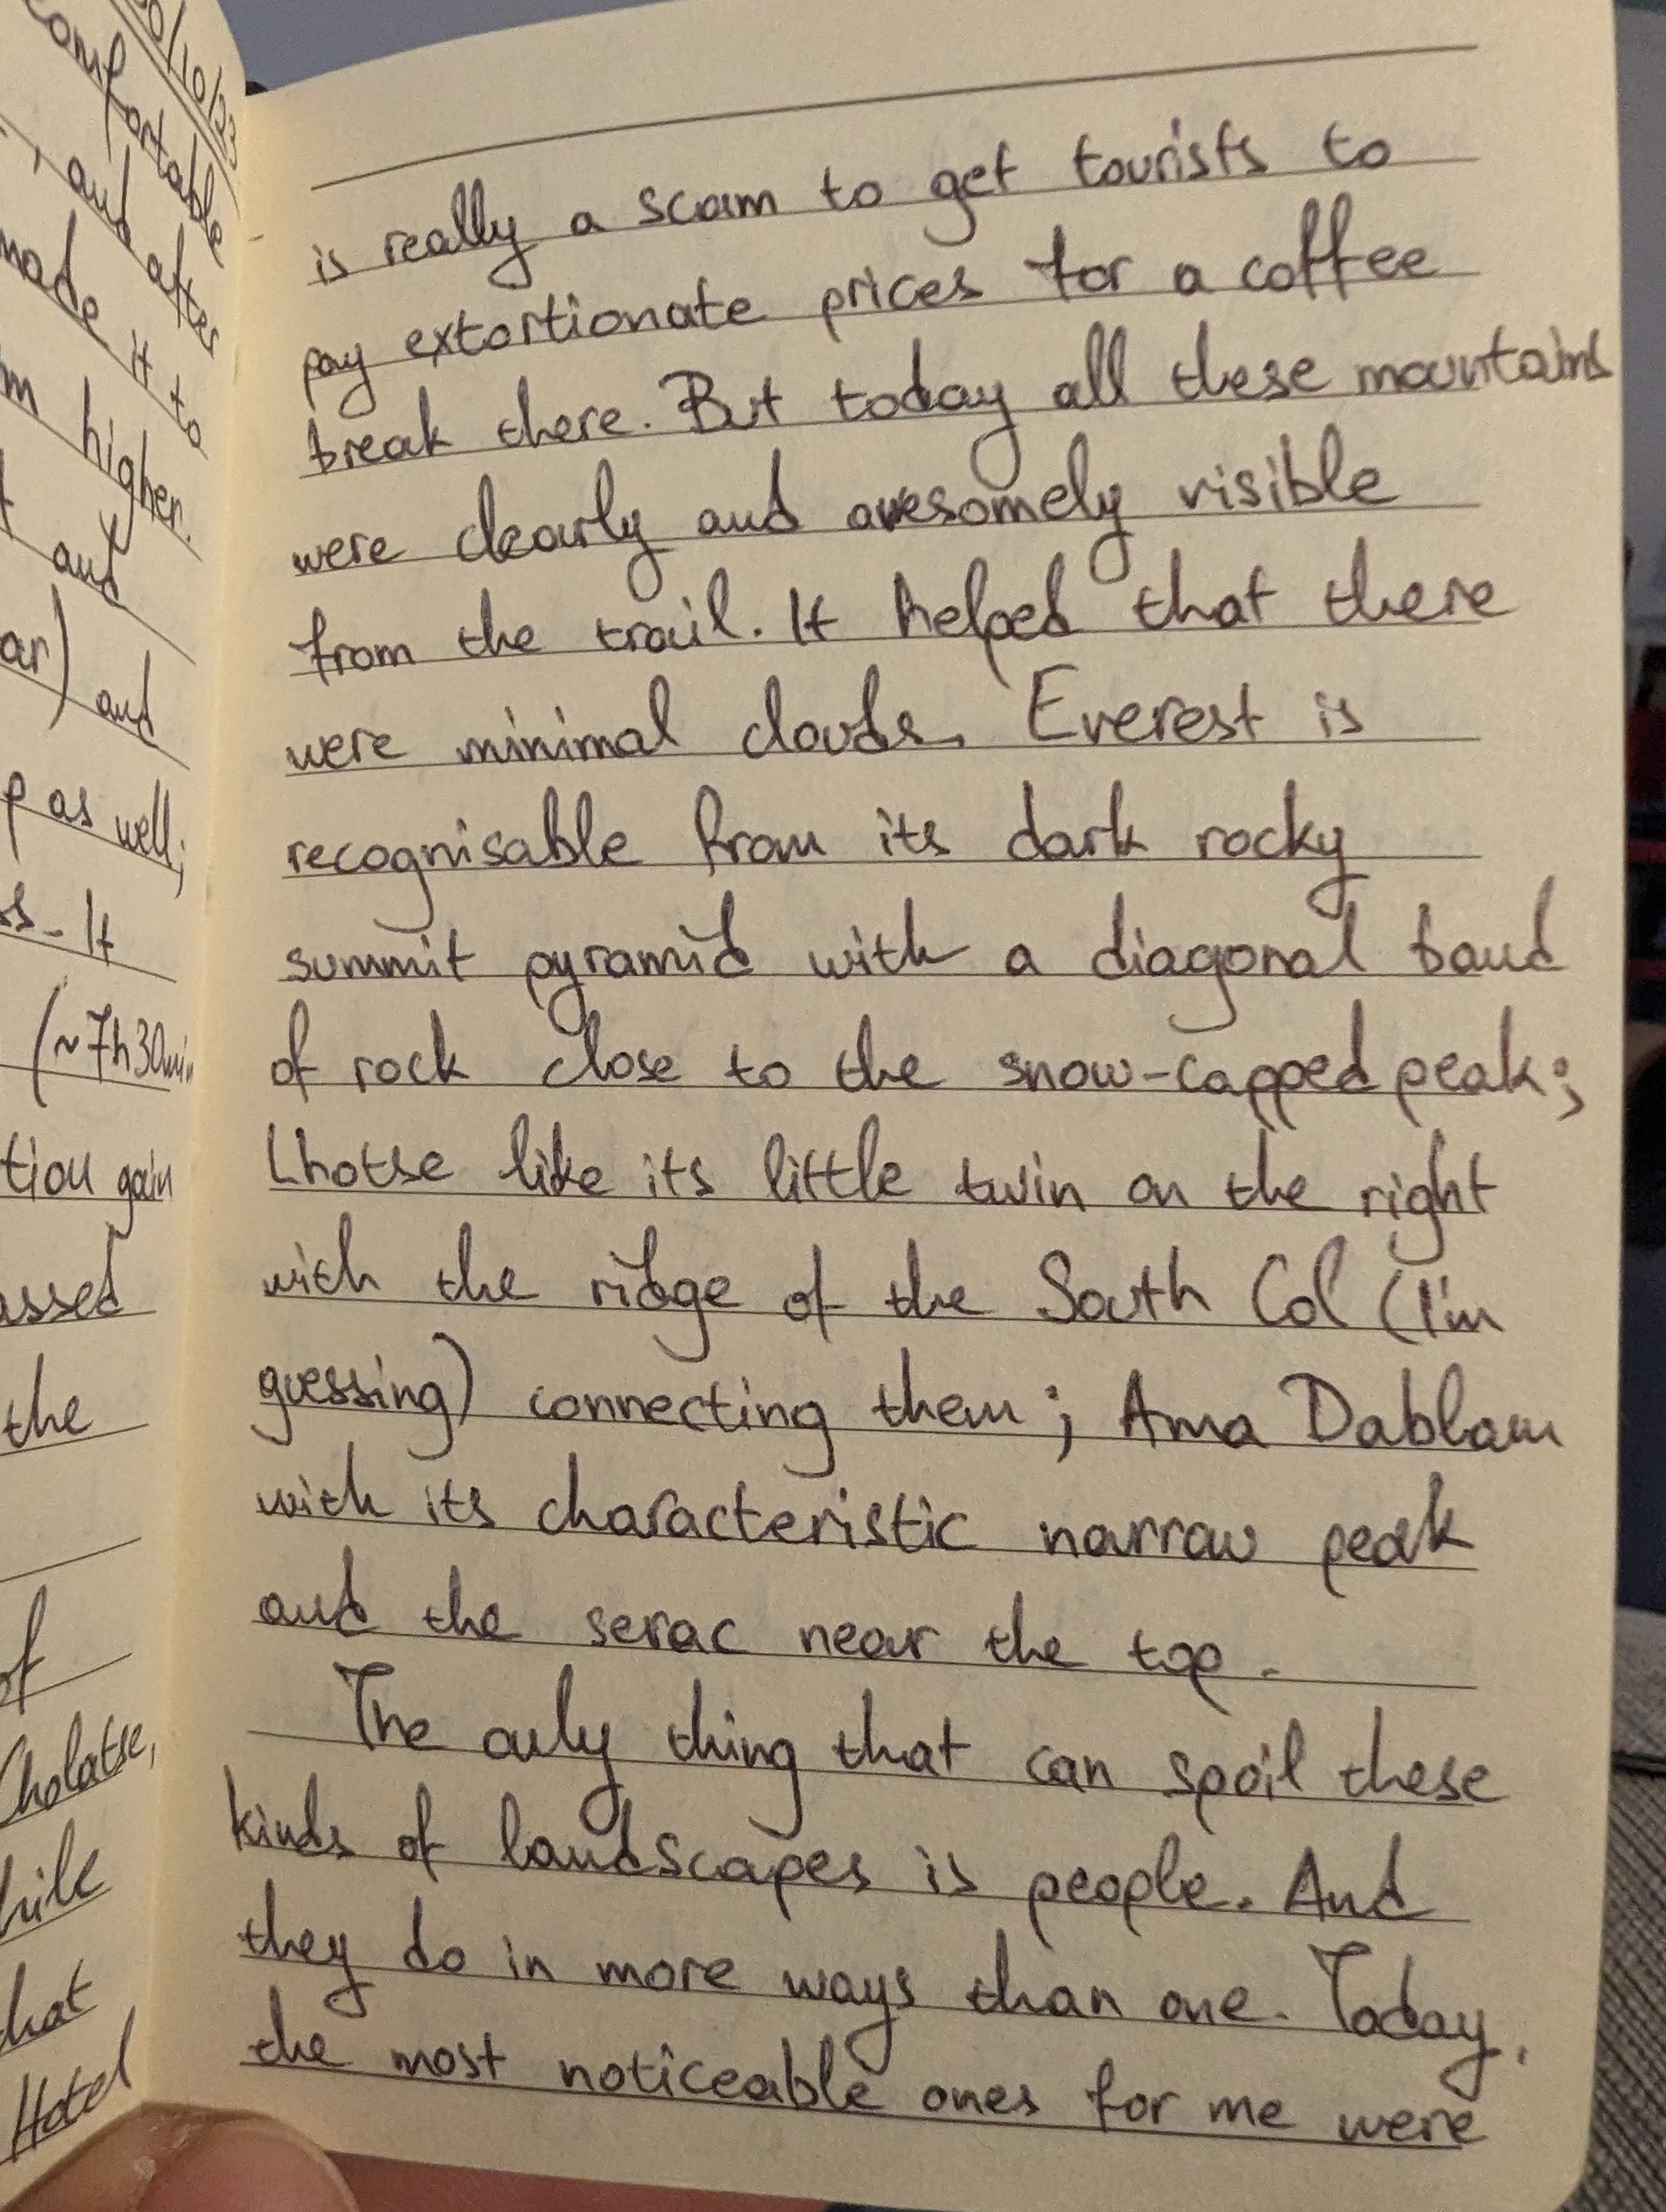 0/10/23
comfortable
, and after
made it to
m higher.
and
ar) and
p as well;
ss. It
(~7h30min
tion gain
assed
the
of
Cholatse,
hile
hat
Hotel
is really a scam to get tourists to
pay extortionate prices for a coffee
break there. But today all these mountains
were clearly and awesomely visible
from the trail. It helped that there
were minimal clouds. Everest is
recognisable from its dark rocky
summit pyramid with a diagonal band
of rock close to the snow-capped peak;
Lhotse like its little twin on the right
with the ridge of the South Col (I'm
guessing) connecting them; Ama Dablam
with its characteristic narrow peak
and the serac near the top.
The only thing that can spoil these
kinds of landscapes is people. And
they do in more ways than one. Today,
the most noticeable ones for me were